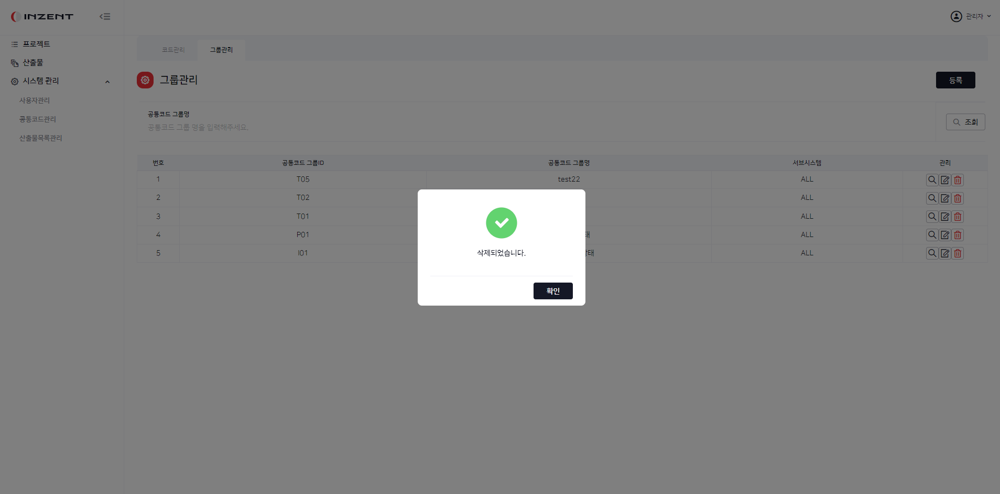 INZENT
관리자
프로젝트
산출물
시스템 관리
사용자관리
공통코드관리
산출물목록관리
코드관리
그룹관리
그룹관리
등록
공통코드 그룹명
공통코드 그룹 명을 입력해주세요.
조회
번호 공통코드 그룹ID 공통코드 그룹명 서브시스템 관리
1 T05 test22 ALL
2 T02 ALL
3 T01 ALL
4 P01 태 ALL
5 I01 태 ALL
삭제되었습니다.
확인